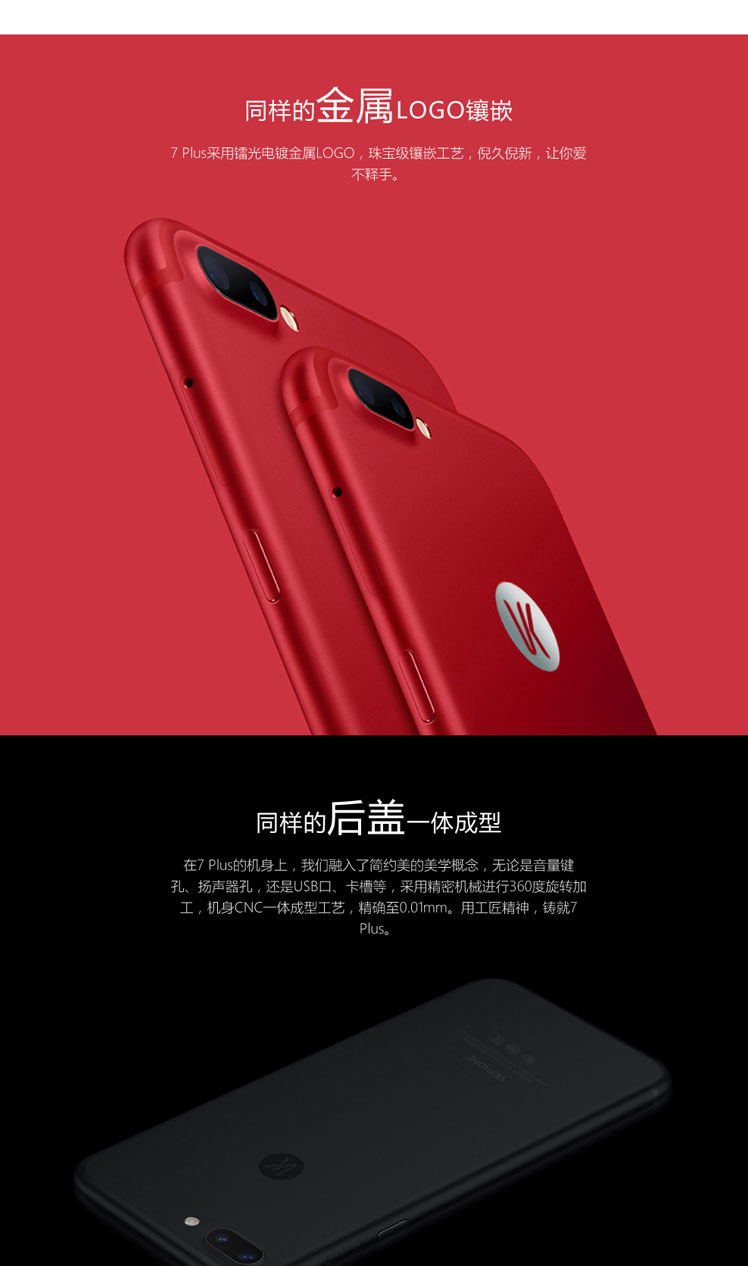 同样的金属LOGO镶嵌
7 Plus采用镭光电镀金属LOGO，珠宝级镶嵌工艺，倪久倪新，让你爱
不释手。
VK
同样的后盖一体成型
在7 Plus的机身上，我们融入了简约美的美学概念，无论是音量键
孔、扬声器孔，还是USB口、卡槽等，采用精密机械进行360度旋转加
工，机身CNC一体成型工艺，精确至0.01mm。用工匠精神，铸就7
Plus。
VKPHONE
VK